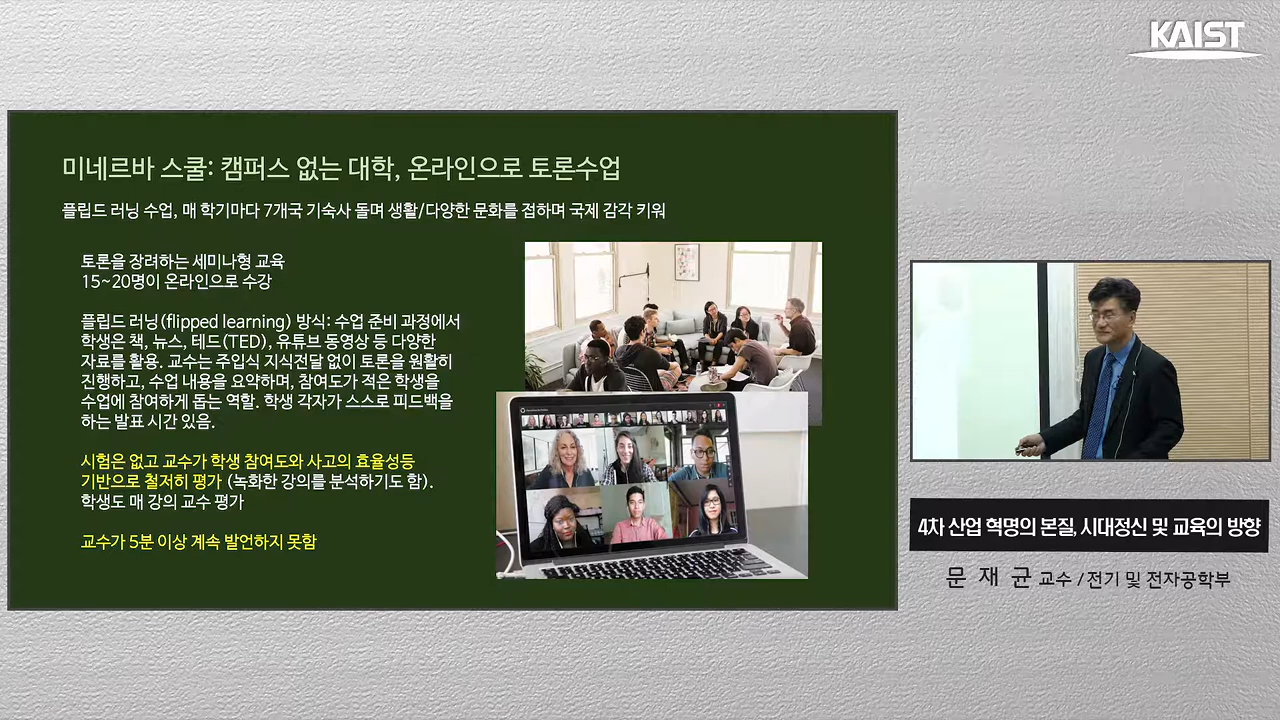 KAIST
미네르바 스쿨: 캠퍼스 없는 대학, 온라인으로 토론수업
플립드 러닝 수업, 매 학기마다 7개국 기숙사 돌며 생활/다양한 문화를 접하며 국제 감각 키워
토론을 장려하는 세미나형 교육
15~20명이 온라인으로 수강
플립드 러닝(flipped learning) 방식: 수업 준비 과정에서
학생은 책, 뉴스, 테드(TED), 유튜브 동영상 등 다양한
자료를 활용. 교수는 주입식 지식전달 없이 토론을 원활히
진행하고, 수업 내용을 요약하며, 참여도가 적은 학생을
수업에 참여하게 돕는 역할. 학생 각자가 스스로 피드백을
하는 발표 시간 있음.
시험은 없고 교수가 학생 참여도와 사고의 효율성등
기반으로 철저히 평가 (녹화한 강의를 분석하기도 함).
학생도 매 강의 교수 평가
교수가 5분 이상 계속 발언하지 못함
4차 산업 혁명의 본질, 시대정신 및 교육의 방향
문 재 균 교수 / 전기 및 전자공학부